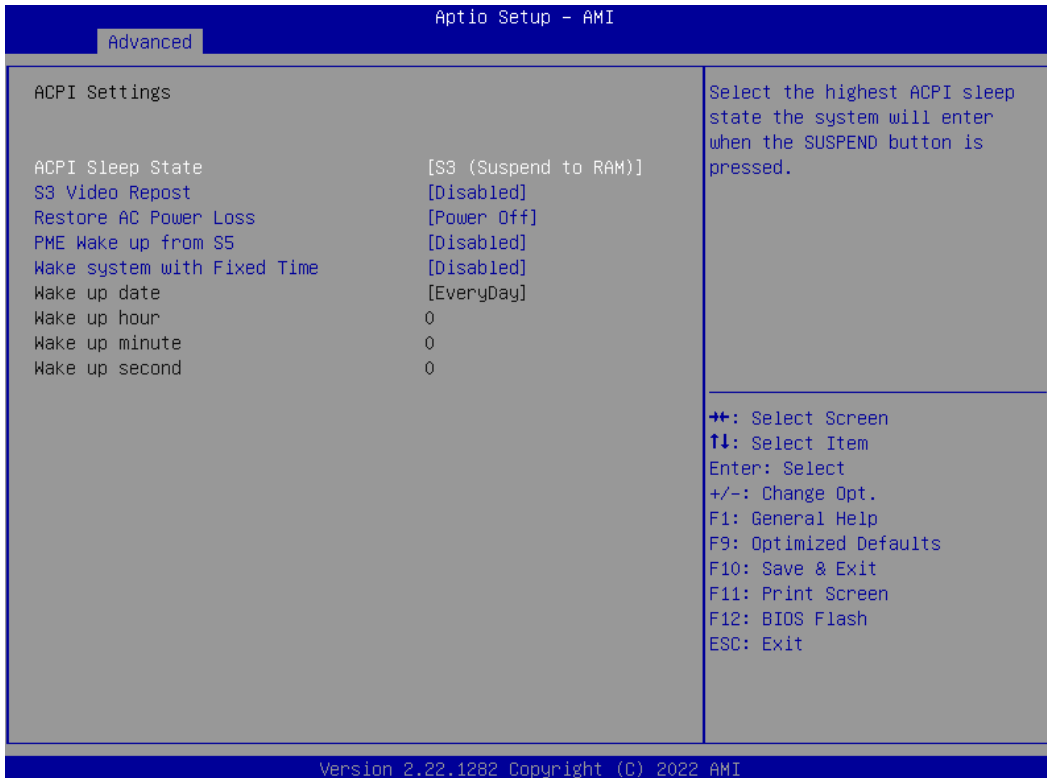 Aptio Setup – AMI
Advanced
ACPI Settings
ACPI Sleep State [S3 (Suspend to RAM)]
S3 Video Repost [Disabled]
Restore AC Power Loss [Power Off]
PME Wake up from S5 [Disabled]
Wake system with Fixed Time [Disabled]
Wake up date [EveryDay]
Wake up hour 0
Wake up minute 0
Wake up second 0
Select the highest ACPI sleep
state the system will enter
when the SUSPEND button is
pressed.
→←: Select Screen
↑↓: Select Item
Enter: Select
+/-: Change Opt.
F1: General Help
F9: Optimized Defaults
F10: Save & Exit
F11: Print Screen
F12: BIOS Flash
ESC: Exit
Version 2.22.1282 Copyright (C) 2022 AMI